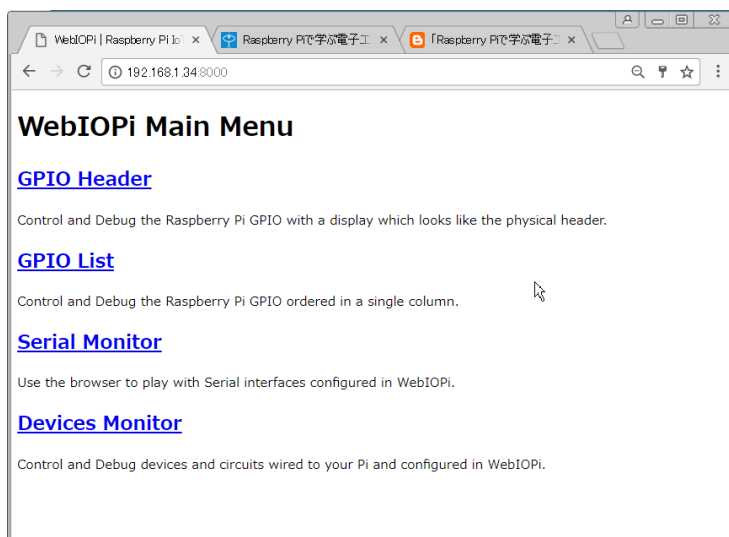 WebIOPi | Raspberry Pi Io
Raspberry Piで学ぶ電子工
「Raspberry Piで学ぶ電子工
192.168.1.34:8000
WebIOPi Main Menu
GPIO Header
Control and Debug the Raspberry Pi GPIO with a display which looks like the physical header.
GPIO List
Control and Debug the Raspberry Pi GPIO ordered in a single column.
Serial Monitor
Use the browser to play with Serial interfaces configured in WebIOPi.
Devices Monitor
Control and Debug devices and circuits wired to your Pi and configured in WebIOPi.